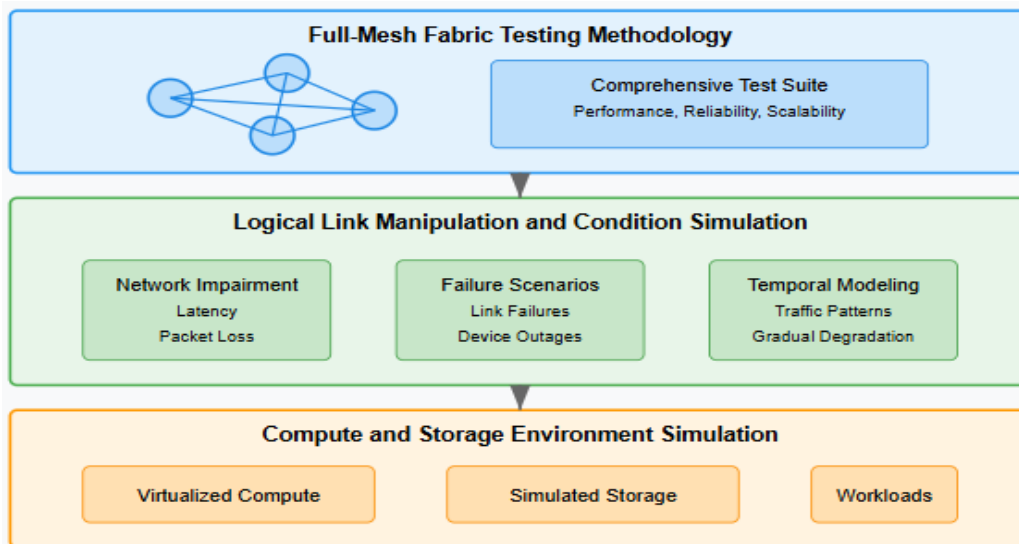 Full-Mesh Fabric Testing Methodology
Comprehensive Test Suite
Performance, Reliability, Scalability
Logical Link Manipulation and Condition Simulation
Network Impairment
Latency
Packet Loss
Failure Scenarios
Link Failures
Device Outages
Temporal Modeling
Traffic Patterns
Gradual Degradation
Compute and Storage Environment Simulation
Virtualized Compute
Simulated Storage
Workloads